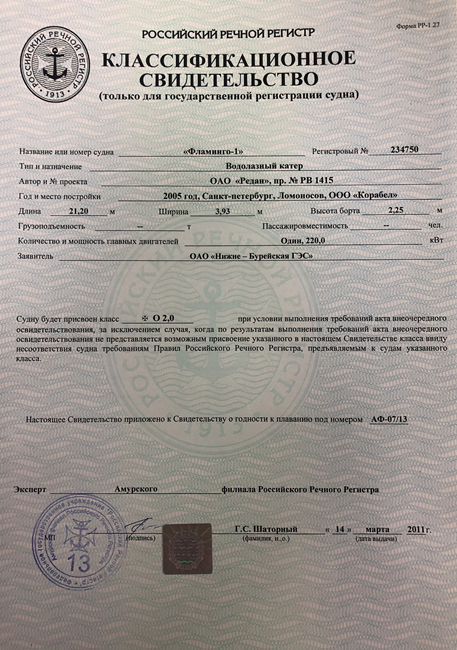 Форма РР-1.27
РОССИЙСКИЙ РЕЧНОЙ РЕГИСТР
• 1913 •
РОССИЙСКИЙ РЕЧНОЙ РЕГИСТР
КЛАССИФИКАЦИОННОЕ
СВИДЕТЕЛЬСТВО
(только для государственной регистрации судна)
Название или номер судна «Фламинго-1» Регистровый № 234750
Тип и назначение Водолазный катер
Автор и № проекта ОАО «Редан», пр. № РВ 1415
Год и место постройки 2005 год, Санкт-петербург, Ломоносов, ООО «Корабел»
Длина 21,20 м Ширина 3,93 м Высота борта 2,25 м
Грузоподъемность -- т Пассажировместимость -- чел.
Количество и мощность главных двигателей Один, 220,0 кВт
Заявитель ОАО «Нижне – Бурейская ГЭС»
Судну будет присвоен класс ✠ О 2,0 при условии выполнения требований акта внеочередного
освидетельствования, за исключением случая, когда по результатам выполнения требований акта внеочередного
освидетельствования не представляется возможным присвоение указанного в настоящем Свидетельстве класса ввиду
несоответствия судна требованиям Правил Российского Речного Регистра, предъявляемым к судам указанного
класса.
Настоящее Свидетельство приложено к Свидетельству о годности к плаванию под номером АФ-07/13
Эксперт Амурского филиала Российского Речного Регистра
Г.С. Шаторный « 14 » марта 2011г.
МП (подпись) (фамилия, и.,о.) (дата выдачи)
13